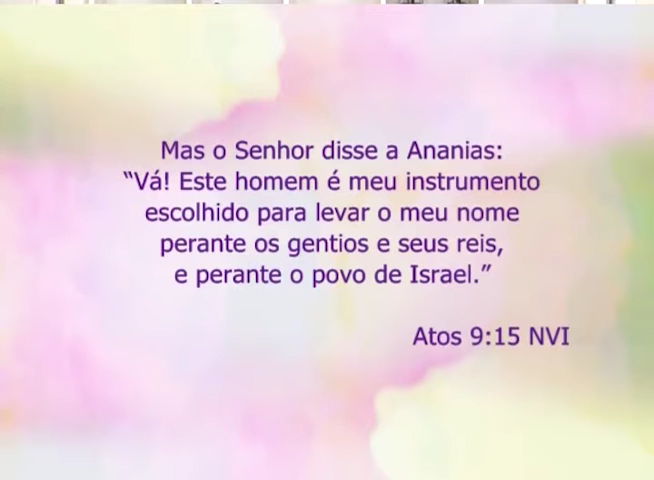 Mas o Senhor disse a Ananias:
“Vá! Este homem é meu instrumento
escolhido para levar o meu nome
perante os gentios e seus reis,
e perante o povo de Israel.”
Atos 9:15 NVI